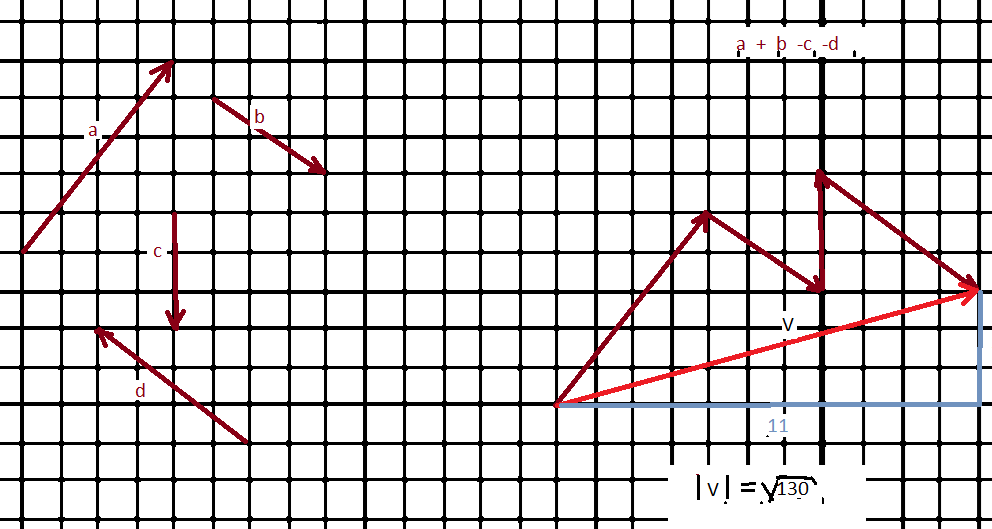 a + b -c -d
a
b
c
d
V
11
|v| = √130